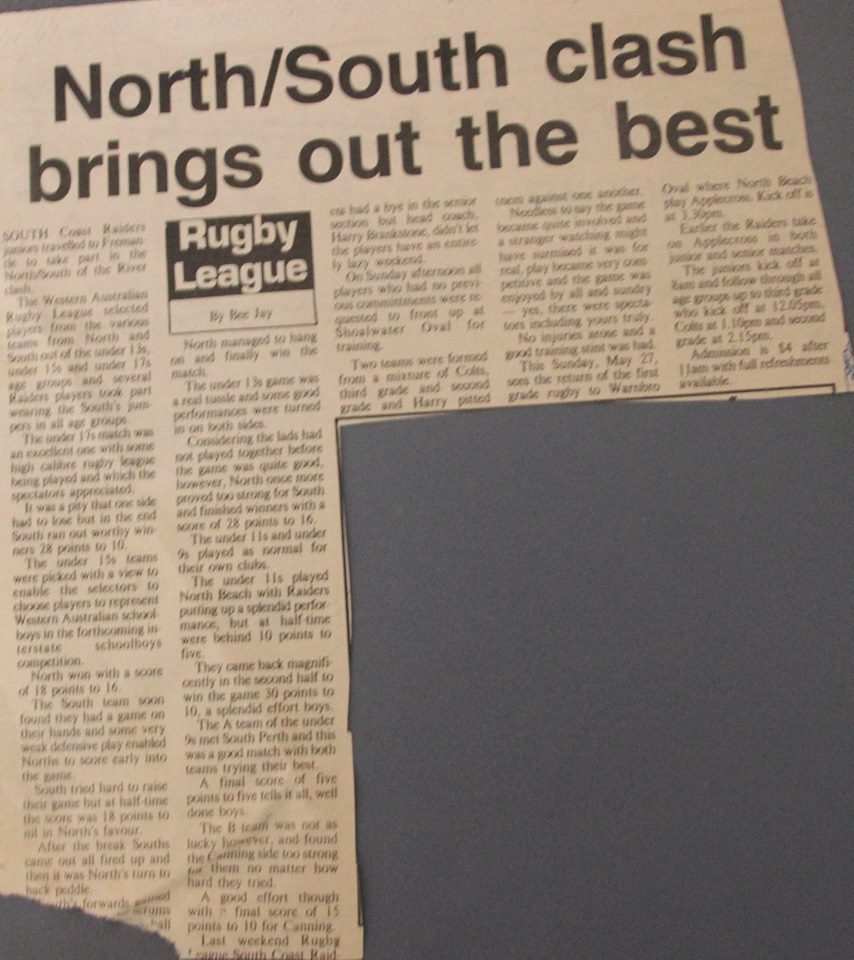 North/South clash
brings out the best
SOUTH Coast Raiders
juniors travelled to Freman-
tle to take part in the
North/South of the River
clash.
The Western Australian
Rugby League selected
players from the various
teams from North and
South out of the under 13s,
under 15s and under 17s
age groups and several
Raiders players took part
wearing the South's jum-
pers in all age groups.
The under 17s match was
an excellent one with some
high calibre rugby league
being played and which the
spectators appreciated.
It was a pity that one side
had to lose but in the end
South ran out worthy win-
ners 28 points to 10.
The under 15s teams
were picked with a view to
enable the selectors to
choose players to represent
Western Australian school-
boys in the forthcoming in-
terstate schoolboys
competition.
North won with a score
of 18 points to 16.
The South team soon
found they had a game on
their hands and some very
weak defensive play enabled
Norths to score early into
the game.
South tried hard to raise
their game but at half-time
the score was 18 points to
nil in North's favour.
After the break Souths
came out all fired up and
then it was North's turn to
back peddle.
forwards gained
scrums
half
Rugby
League
By Bee Jay
North managed to hang
on and finally win the
match.
The under 13s game was
a real tussle and some good
performances were turned
in on both sides.
Considering the lads had
not played together before
the game was quite good,
however, North once more
proved too strong for South
and finished winners with a
score of 28 points to 16.
The under 11s and under
9s played as normal for
their own clubs.
The under 11s played
North Beach with Raiders
putting up a splendid perfor-
mance, but at half-time
were behind 10 points to
five.
They came back magnifi-
cently in the second half to
win the game 30 points to
10, a splendid effort boys.
The A team of the under
9s met South Perth and this
was a good match with both
teams trying their best.
A final score of five
points to five tells it all, well
done boys.
The B team was not as
lucky however, and found
the Canning side too strong
for them no matter how
hard they tried.
A good effort though
with a final score of 15
points to 10 for Canning.
Last weekend Rugby
League South Coast Raid-
ers had a bye in the senior
section but head coach,
Harry Brankstone, didn't let
the players have an entire-
ly lazy weekend.
On Sunday afternoon all
players who had no previ-
ous committments were re-
quested to front up at
Shoalwater Oval for
training.
Two teams were formed
from a mixture of Colts,
third grade and second
grade and Harry pitted
them against one another.
Needless to say the game
became quite involved and
a stranger watching might
have surmised it was for
real, play became very com-
petitive and the game was
enjoyed by all and sundry
— yes, there were specta-
tors including yours truly.
No injuries arose and a
good training stint was had.
This Sunday, May 27,
sees the return of the first
grade rugby to Warnbro
Oval where North Beach
play Applecross. Kick off is
at 3.30pm.
Earlier the Raiders take
on Applecross in both
junior and senior matches.
The juniors kick off at
8am and follow through all
age groups up to third grade
who kick off at 12.05pm,
Colts at 1.10pm and second
grade at 2.15pm.
Admission is $4 after
11am with full refreshments
available.